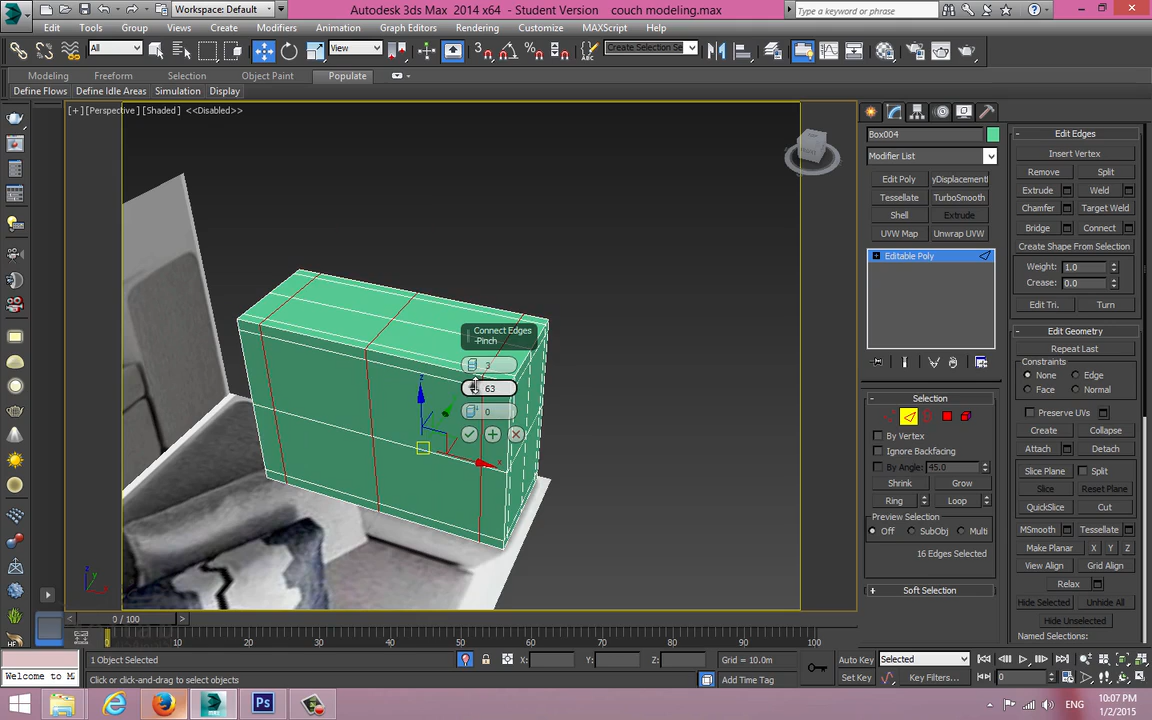 Workspace: Default
Autodesk 3ds Max 2014 x64 - Student Version couch modeling.max
Type a keyword or phrase
Edit Tools Group Views Create Modifiers Animation Graph Editors Rendering Customize MAXScript Help
All View Create Selection Se
Modeling Freeform Selection Object Paint Populate
Define Flows Define Idle Areas Simulation Display
[+] [Perspective] [Shaded] <<Disabled>>
Connect Edges
-Pinch
3
63
0
Box004
Modifier List
Edit Poly yDisplacement
Tessellate TurboSmooth
Shell Extrude
UVW Map Unwrap UVW
Editable Poly
Selection
By Vertex
Ignore Backfacing
By Angle: 45.0
Shrink Grow
Ring Loop
Preview Selection
Off SubObj Multi
16 Edges Selected
Soft Selection
Edit Edges
Insert Vertex
Remove Split
Extrude Weld
Chamfer Target Weld
Bridge Connect
Create Shape From Selection
Weight: 1.0
Crease: 0.0
Edit Tri. Turn
Edit Geometry
Repeat Last
Constraints
None Edge
Face Normal
Preserve UVs
Create Collapse
Attach Detach
Slice Plane Split
Slice Reset Plane
QuickSlice Cut
MSmooth Tessellate
Make Planar X Y Z
View Align Grid Align
Relax
Hide Selected Unhide All
Hide Unselected
Named Selections:
0 / 100
0 10 20 30 40 50 60 70 80 90 100
1 Object Selected X: Y: Z: Grid = 10.0m Auto Key Selected
Welcome to M Click or click-and-drag to select objects Add Time Tag Set Key Key Filters... 0
ENG 10:07 PM
1/2/2015